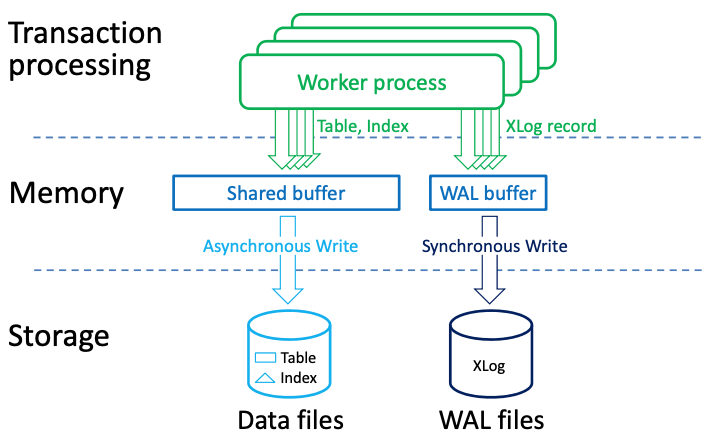 Transaction
processing
Worker process
Table, Index
XLog record
Memory
Shared buffer
WAL buffer
Asynchronous Write
Synchronous Write
Storage
Table
Index
XLog
Data files
WAL files